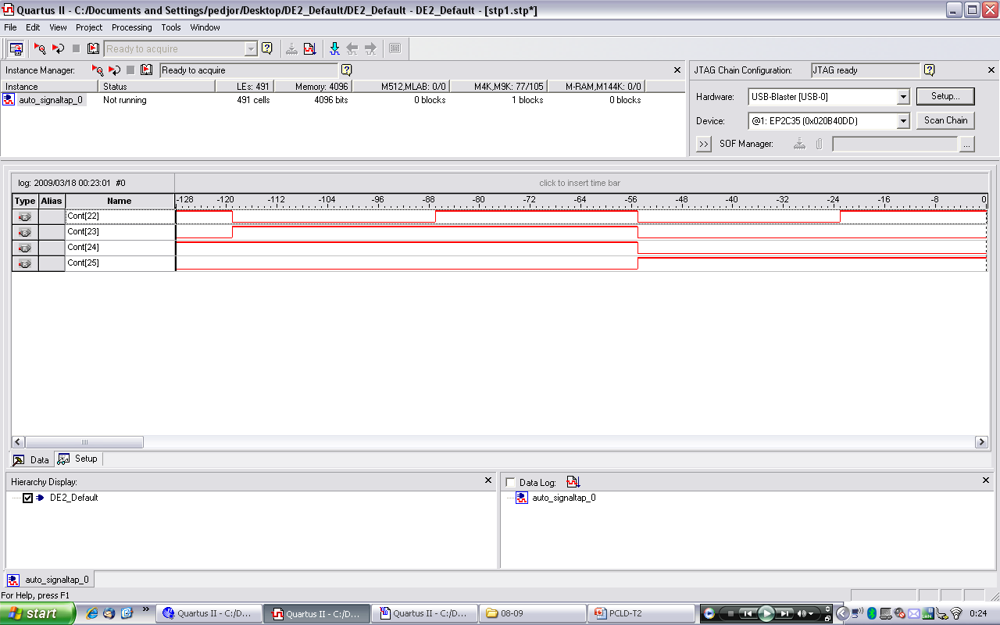 Quartus II - C:/Documents and Settings/pedjor/Desktop/DE2_Default/DE2_Default - DE2_Default - [stp1.stp*]
File Edit View Project Processing Tools Window
Ready to acquire
Instance Manager: Ready to acquire
JTAG Chain Configuration: JTAG ready
Instance Status LEs: 491 Memory: 4096 M512,MLAB: 0/0 M4K,M9K: 77/105 M-RAM,M144K: 0/0
auto_signaltap_0 Not running 491 cells 4096 bits 0 blocks 1 blocks 0 blocks
Hardware: USB-Blaster [USB-0] Setup...
Device: @1: EP2C35 (0x020B40DD) Scan Chain
>> SOF Manager: ...
log: 2009/03/18 00:23:01 #0 click to insert time bar
Type Alias Name -128 -120 -112 -104 -96 -88 -80 -72 -64 -56 -48 -40 -32 -24 -16 -8 0
Cont[22]
Cont[23]
Cont[24]
Cont[25]
Data Setup
Hierarchy Display:
DE2_Default
Data Log:
auto_signaltap_0
auto_signaltap_0
For Help, press F1
start Quartus II - C:/D... Quartus II - C:/D... Quartus II - C:/D... 08-09 PCLD-T2 0:24